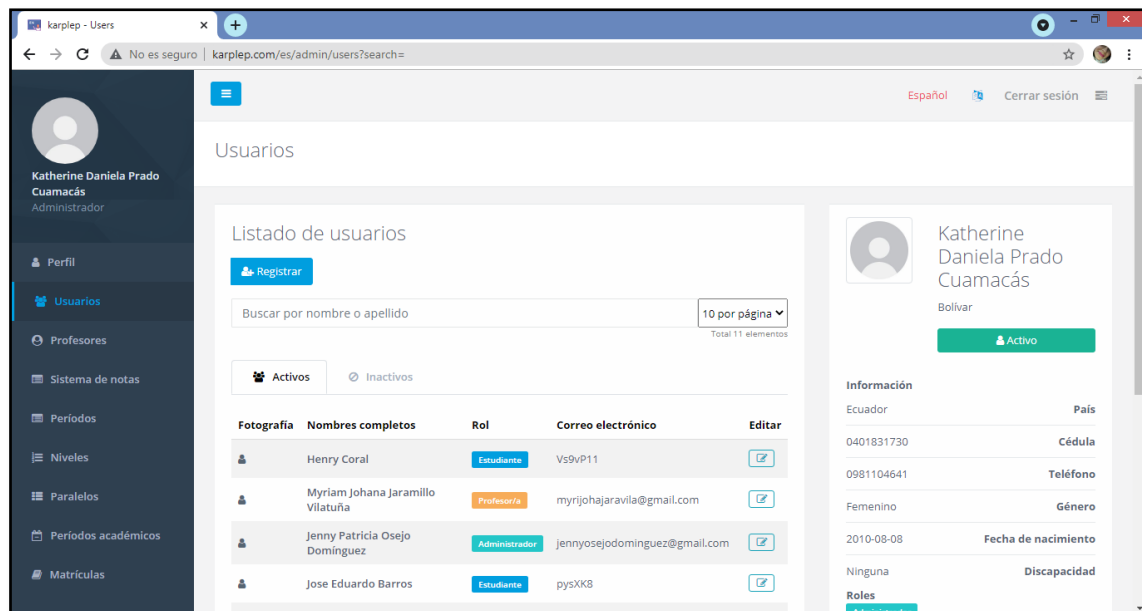 karplep - Users
No es seguro | karplep.com/es/admin/users?search=
Español Cerrar sesión
Katherine Daniela Prado
Cuamacás
Administrador
Perfil
Usuarios
Profesores
Sistema de notas
Períodos
Niveles
Paralelos
Períodos académicos
Matrículas
Usuarios
Listado de usuarios
Registrar
Buscar por nombre o apellido 10 por página
Total 11 elementos
Activos Inactivos
Fotografía Nombres completos Rol Correo electrónico Editar
Henry Coral Estudiante Vs9vP11
Myriam Johana Jaramillo
Vilatuña Profesor/a myrijohajaravila@gmail.com
Jenny Patricia Osejo
Domínguez Administrador jennyosejodominguez@gmail.com
Jose Eduardo Barros Estudiante pysXK8
Katherine
Daniela Prado
Cuamacás
Bolívar
Activo
Información
Ecuador País
0401831730 Cédula
0981104641 Teléfono
Femenino Género
2010-08-08 Fecha de nacimiento
Ninguna Discapacidad
Roles